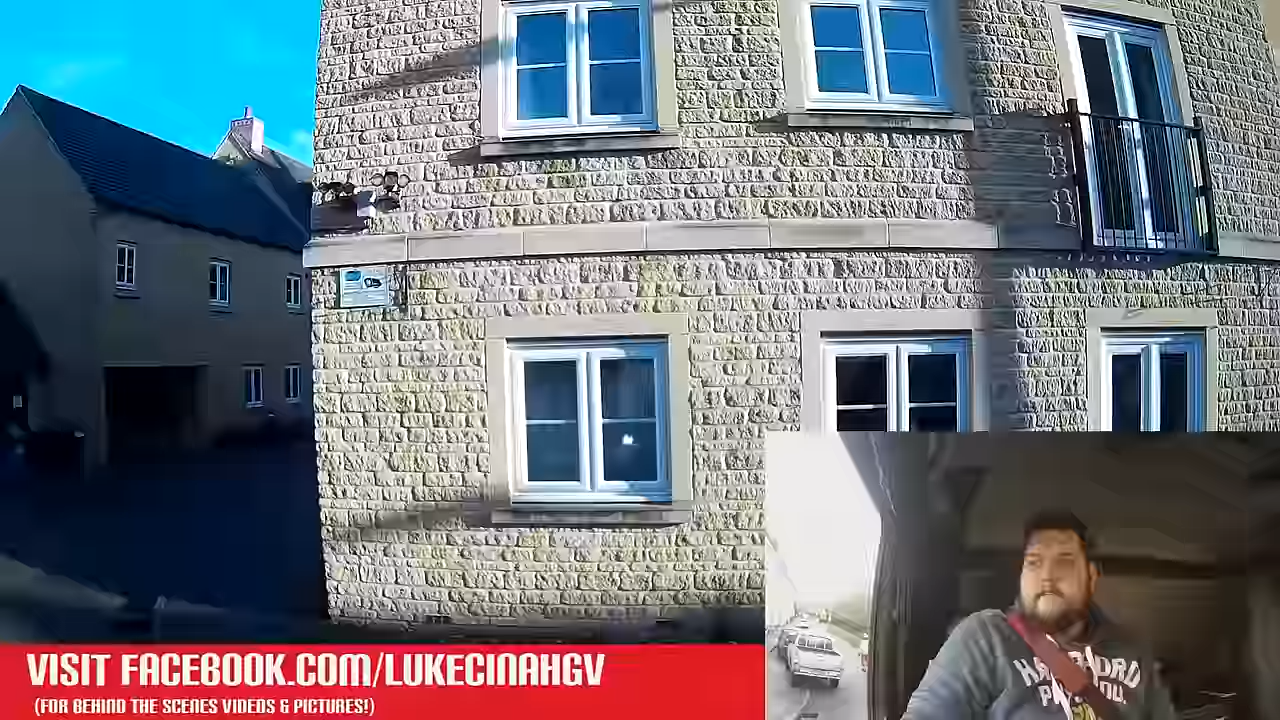 VISIT FACEBOOK.COM/LUKECINAHGV
(FOR BEHIND THE SCENES VIDEOS & PICTURES!)